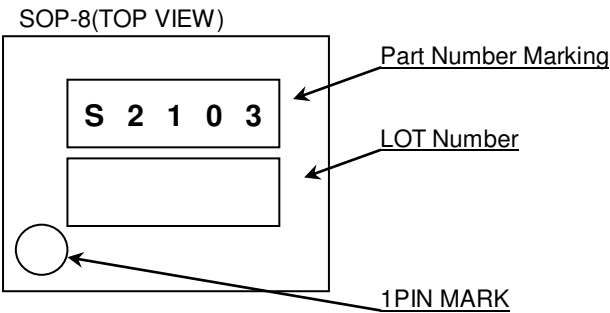 SOP-8(TOP VIEW)
Part Number Marking
S 2 1 0 3
LOT Number
1PIN MARK